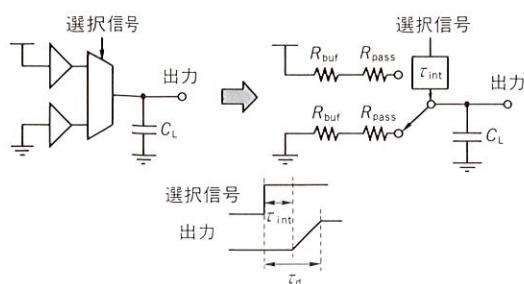 選択信号
出力
C_L
選択信号
R_buf
R_pass
τ_int
出力
R_buf
R_pass
C_L
選択信号
τ_int
出力
τ_d